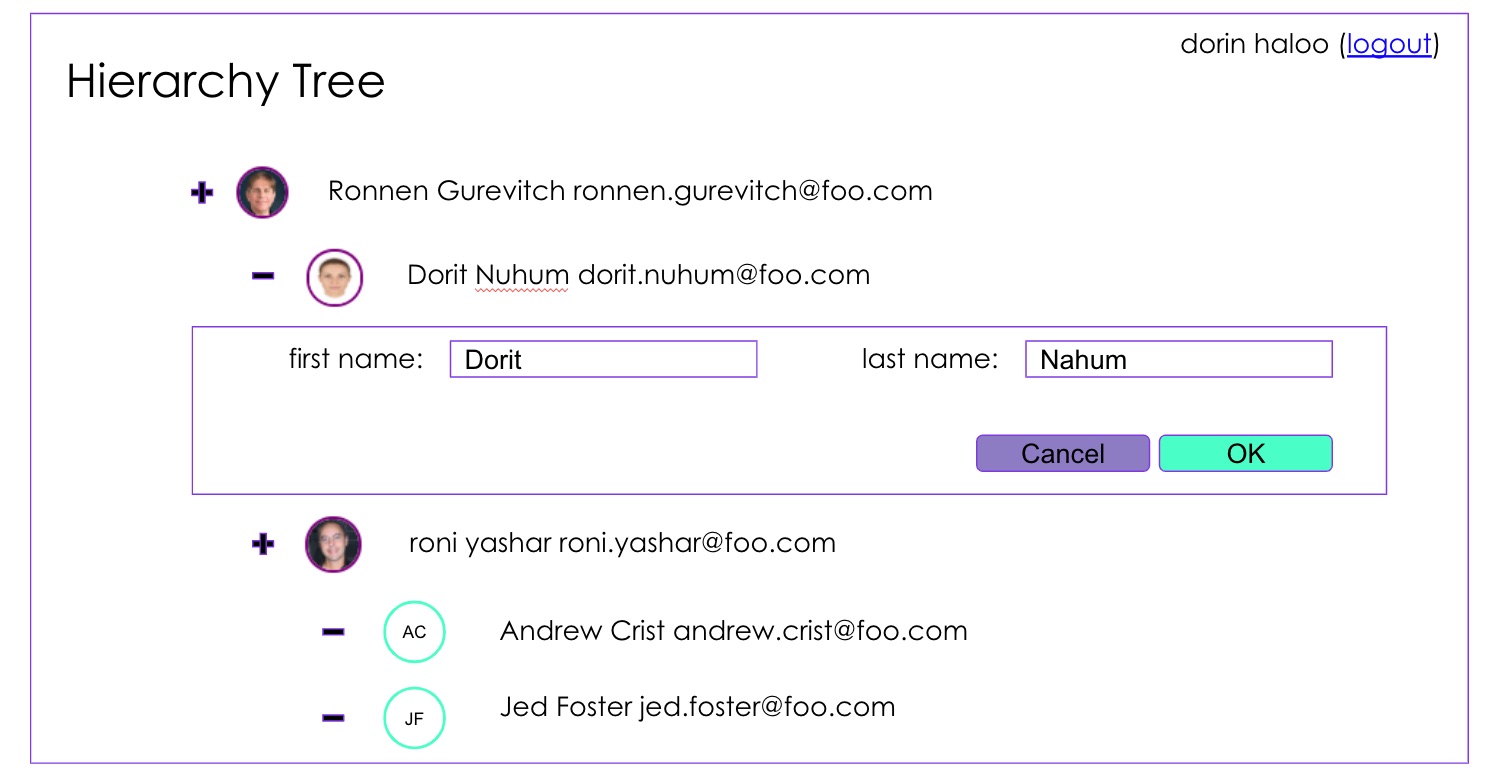 dorin haloo (logout)
Hierarchy Tree
Ronnen Gurevitch ronnen.gurevitch@foo.com
Dorit Nuhum dorit.nuhum@foo.com
first name: Dorit last name: Nahum
Cancel OK
roni yashar roni.yashar@foo.com
AC Andrew Crist andrew.crist@foo.com
JF Jed Foster jed.foster@foo.com